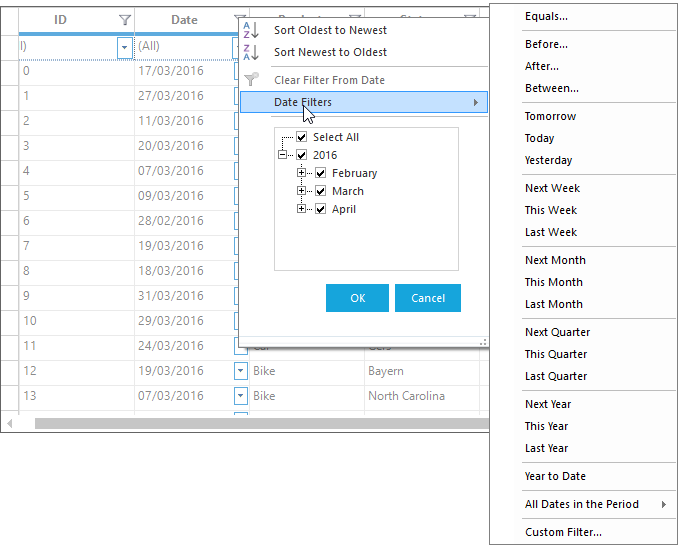 ID Date
I) (All)
0 17/03/2016
1 27/03/2016
2 11/03/2016
3 20/03/2016
4 07/03/2016
5 09/03/2016
6 28/02/2016
7 19/03/2016
8 18/03/2016
9 31/03/2016
10 29/03/2016
11 24/03/2016
12 19/03/2016 Bike Bayern
13 07/03/2016 Bike North Carolina
Sort Oldest to Newest
Sort Newest to Oldest
Clear Filter From Date
Date Filters
Select All
2016
February
March
April
OK Cancel
Equals...
Before...
After...
Between...
Tomorrow
Today
Yesterday
Next Week
This Week
Last Week
Next Month
This Month
Last Month
Next Quarter
This Quarter
Last Quarter
Next Year
This Year
Last Year
Year to Date
All Dates in the Period
Custom Filter...